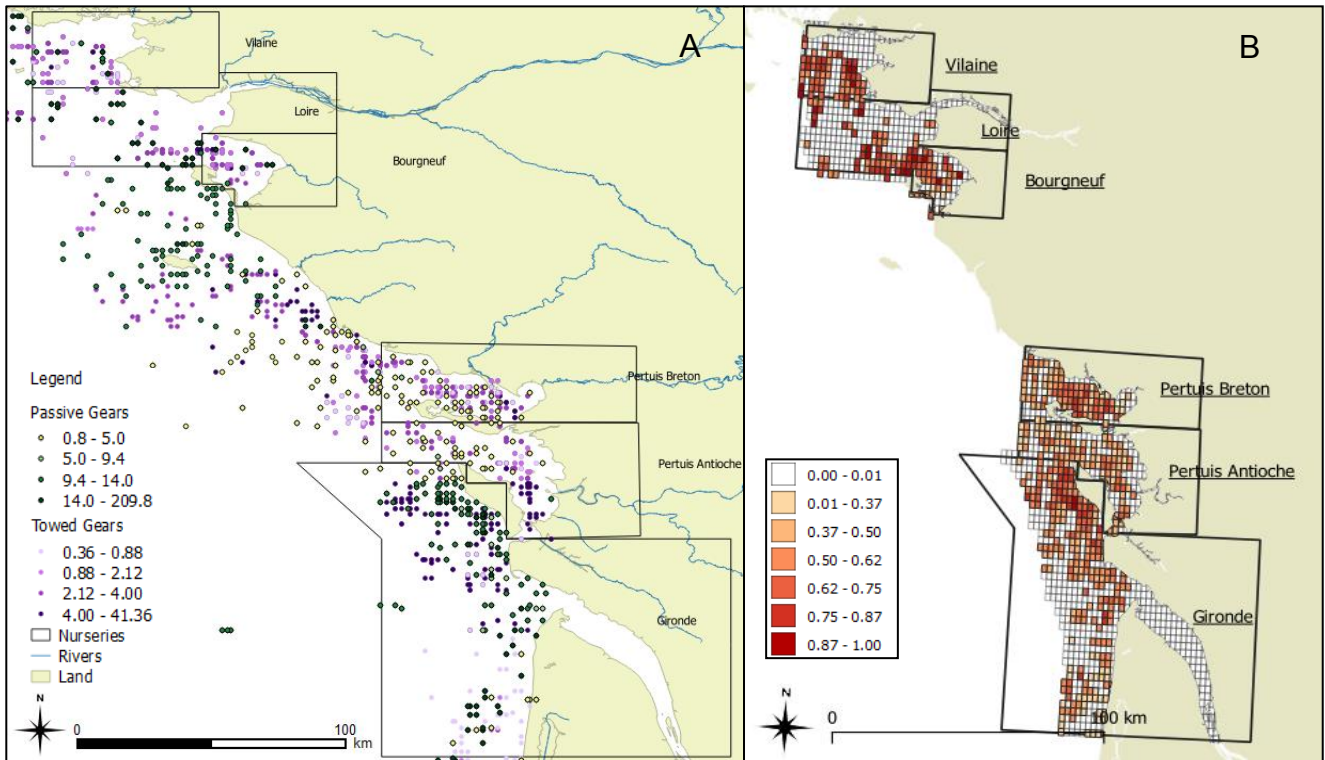 A
Vilaine
Loire
Bourgneuf
Pertuis Breton
Pertuis Antioche
Gironde
Legend
Passive Gears
0.8 - 5.0
5.0 - 9.4
9.4 - 14.0
14.0 - 209.8
Towed Gears
0.36 - 0.88
0.88 - 2.12
2.12 - 4.00
4.00 - 41.36
Nurseries
Rivers
Land
N
0 100
km
B
Vilaine
Loire
Bourgneuf
Pertuis Breton
Pertuis Antioche
Gironde
0.00 - 0.01
0.01 - 0.37
0.37 - 0.50
0.50 - 0.62
0.62 - 0.75
0.75 - 0.87
0.87 - 1.00
N
0 100 km